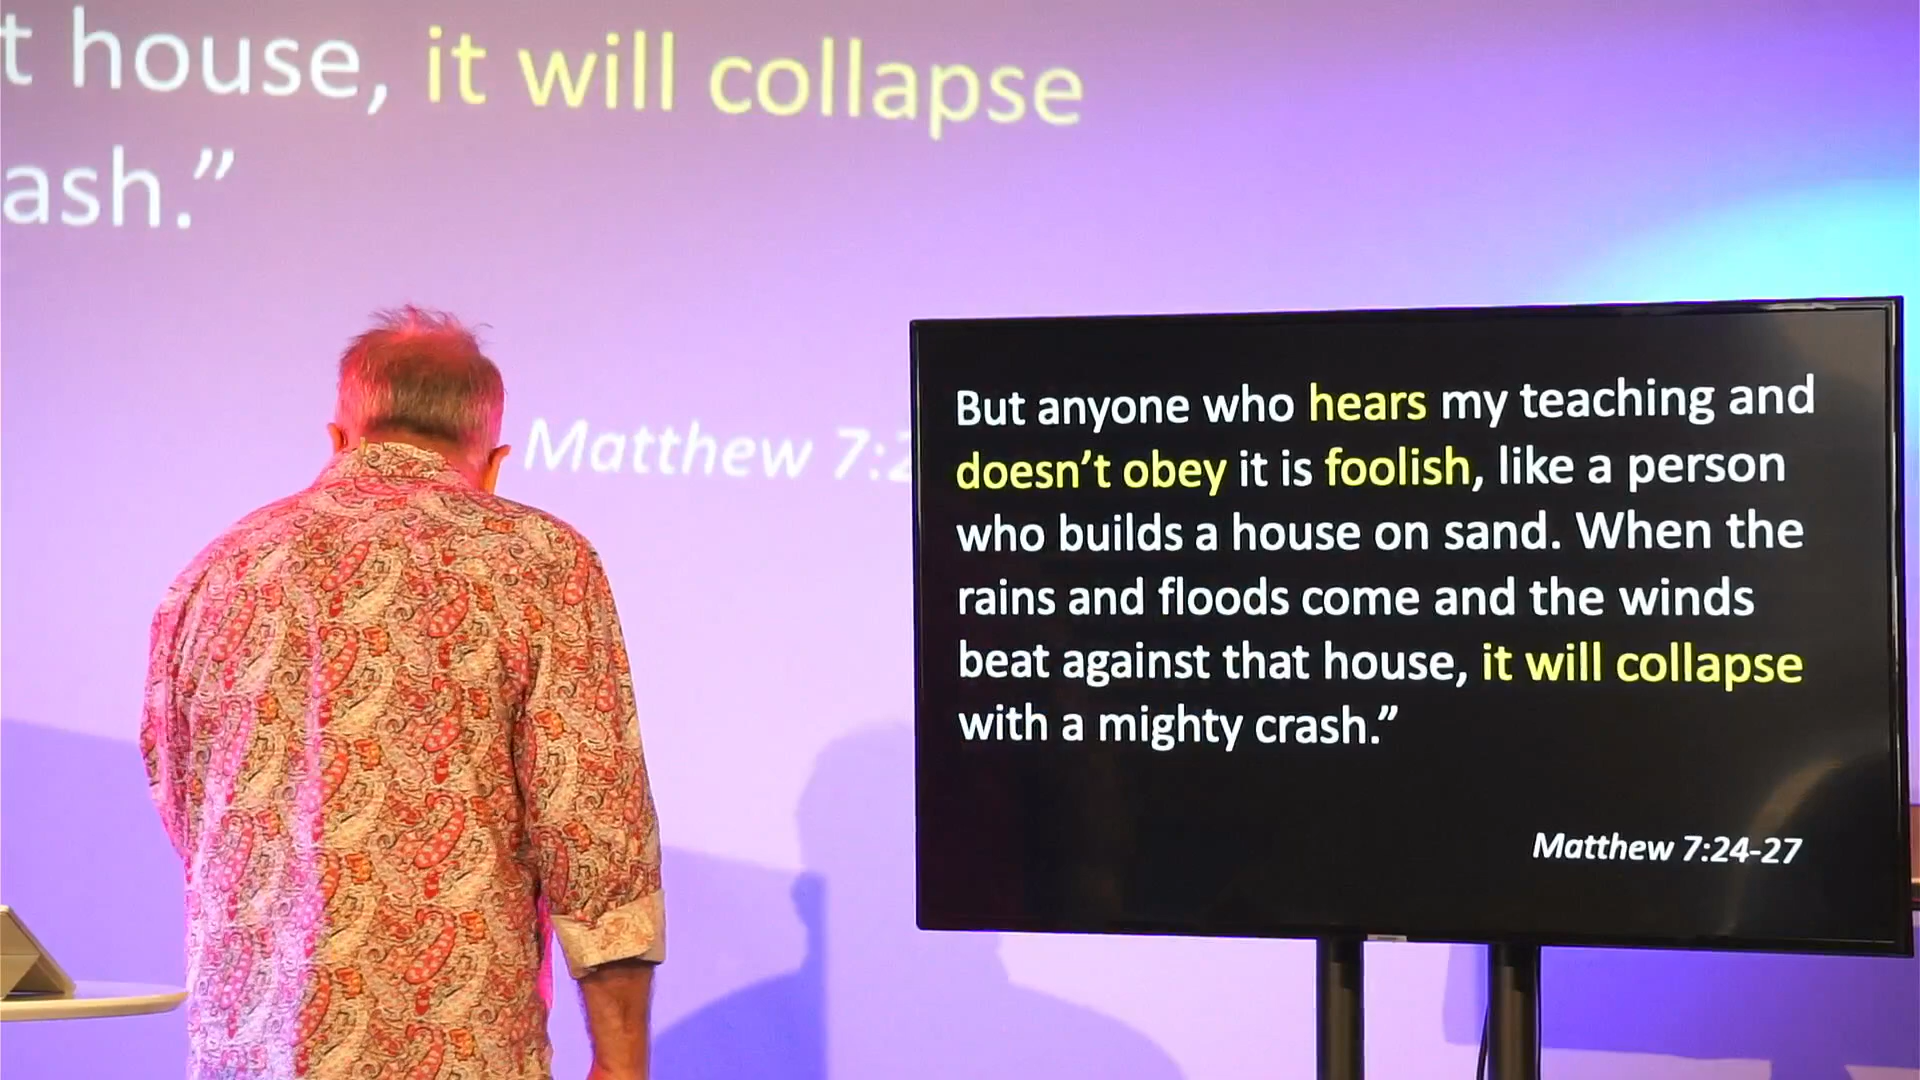 t house, it will collapse
ash.”
Matthew 7:2
But anyone who hears my teaching and
doesn’t obey it is foolish, like a person
who builds a house on sand. When the
rains and floods come and the winds
beat against that house, it will collapse
with a mighty crash.”
Matthew 7:24-27